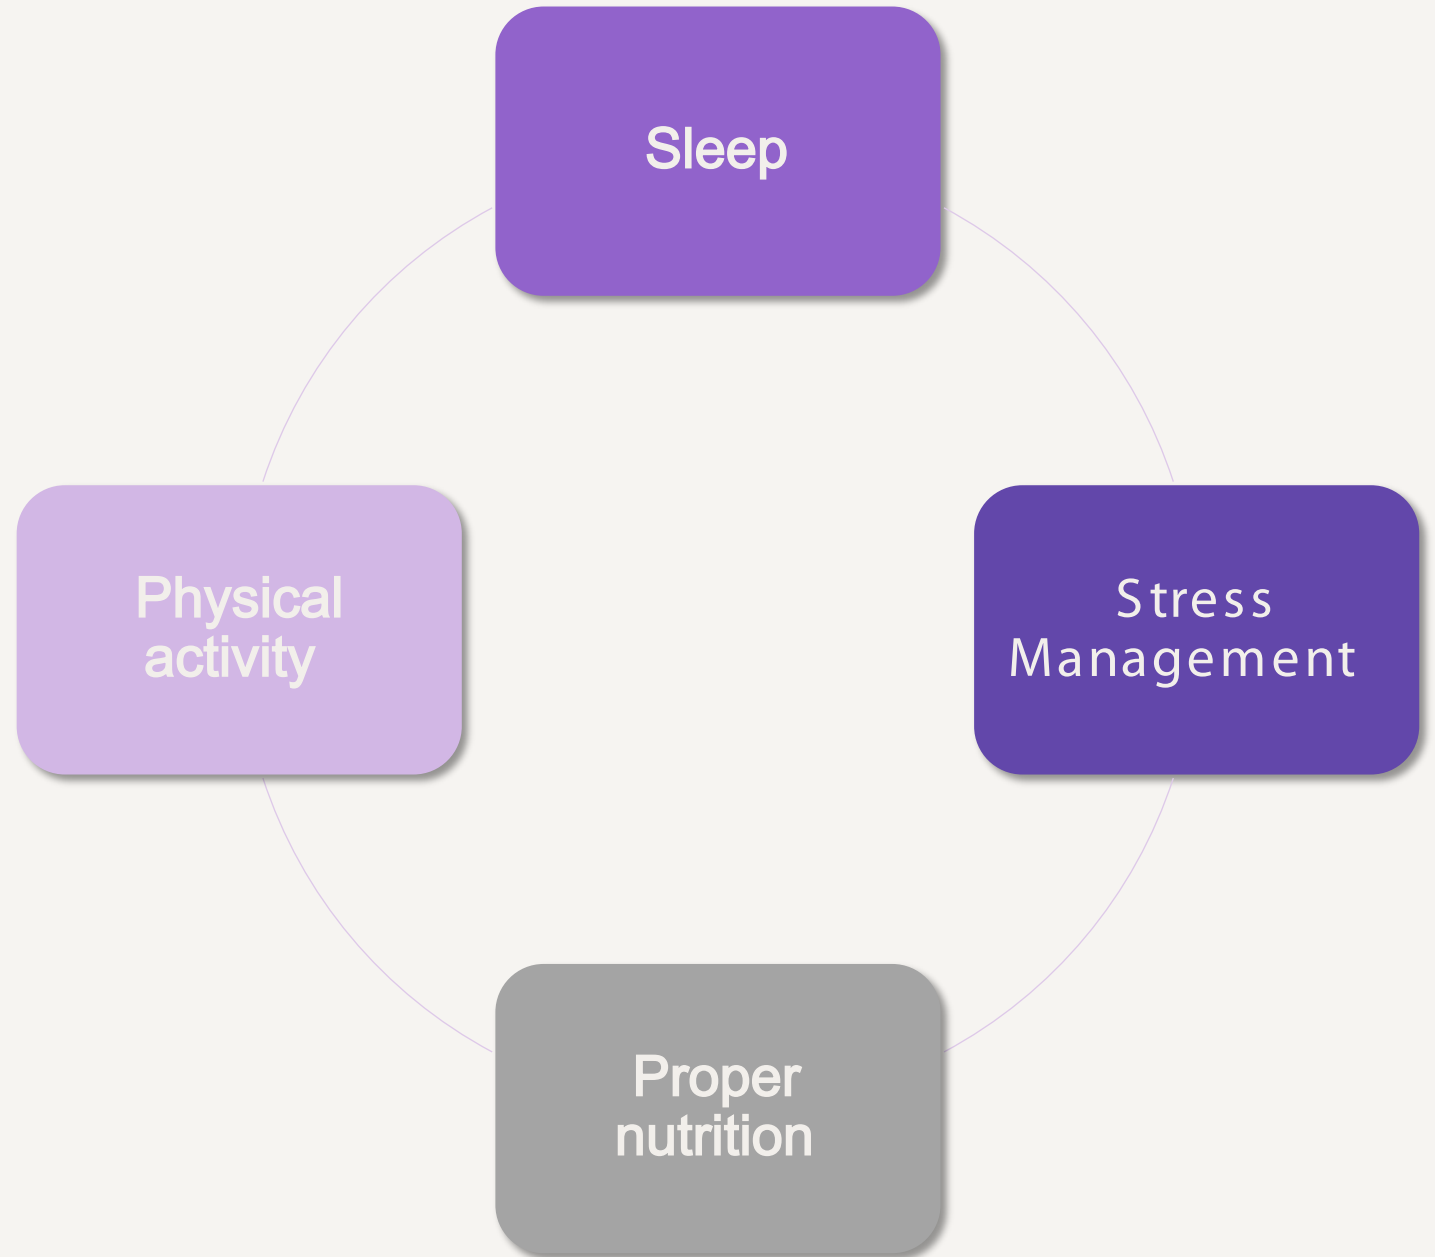 Sleep
Physical
activity
Stress
Management
Proper
nutrition